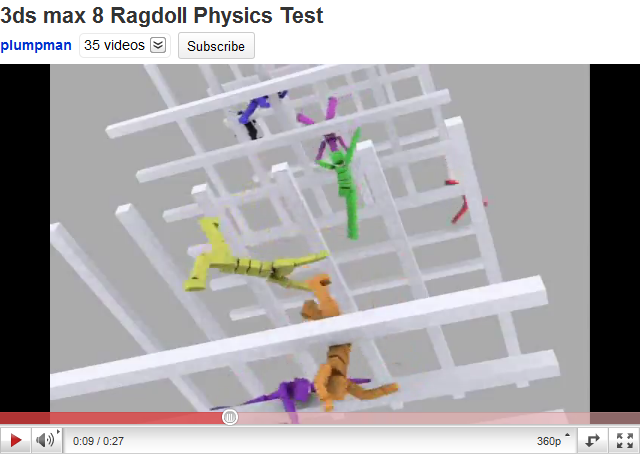 3ds max 8 Ragdoll Physics Test
plumpman 35 videos Subscribe
0:09 / 0:27 360p